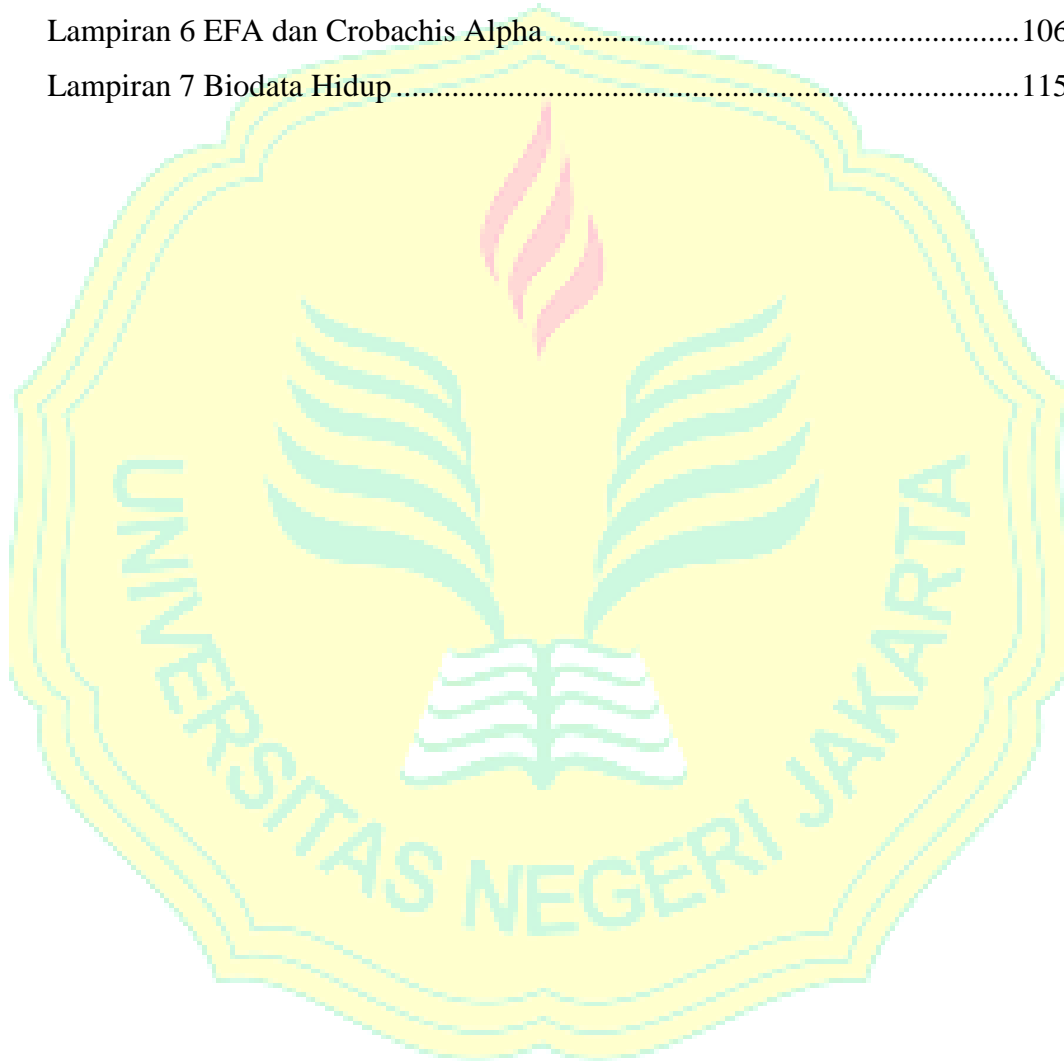 Lampiran 6 EFA dan Crobachis Alpha...........................................................106
Lampiran 7 Biodata Hidup..............................................................................115
UNIVERSITAS NEGERI JAKARTA